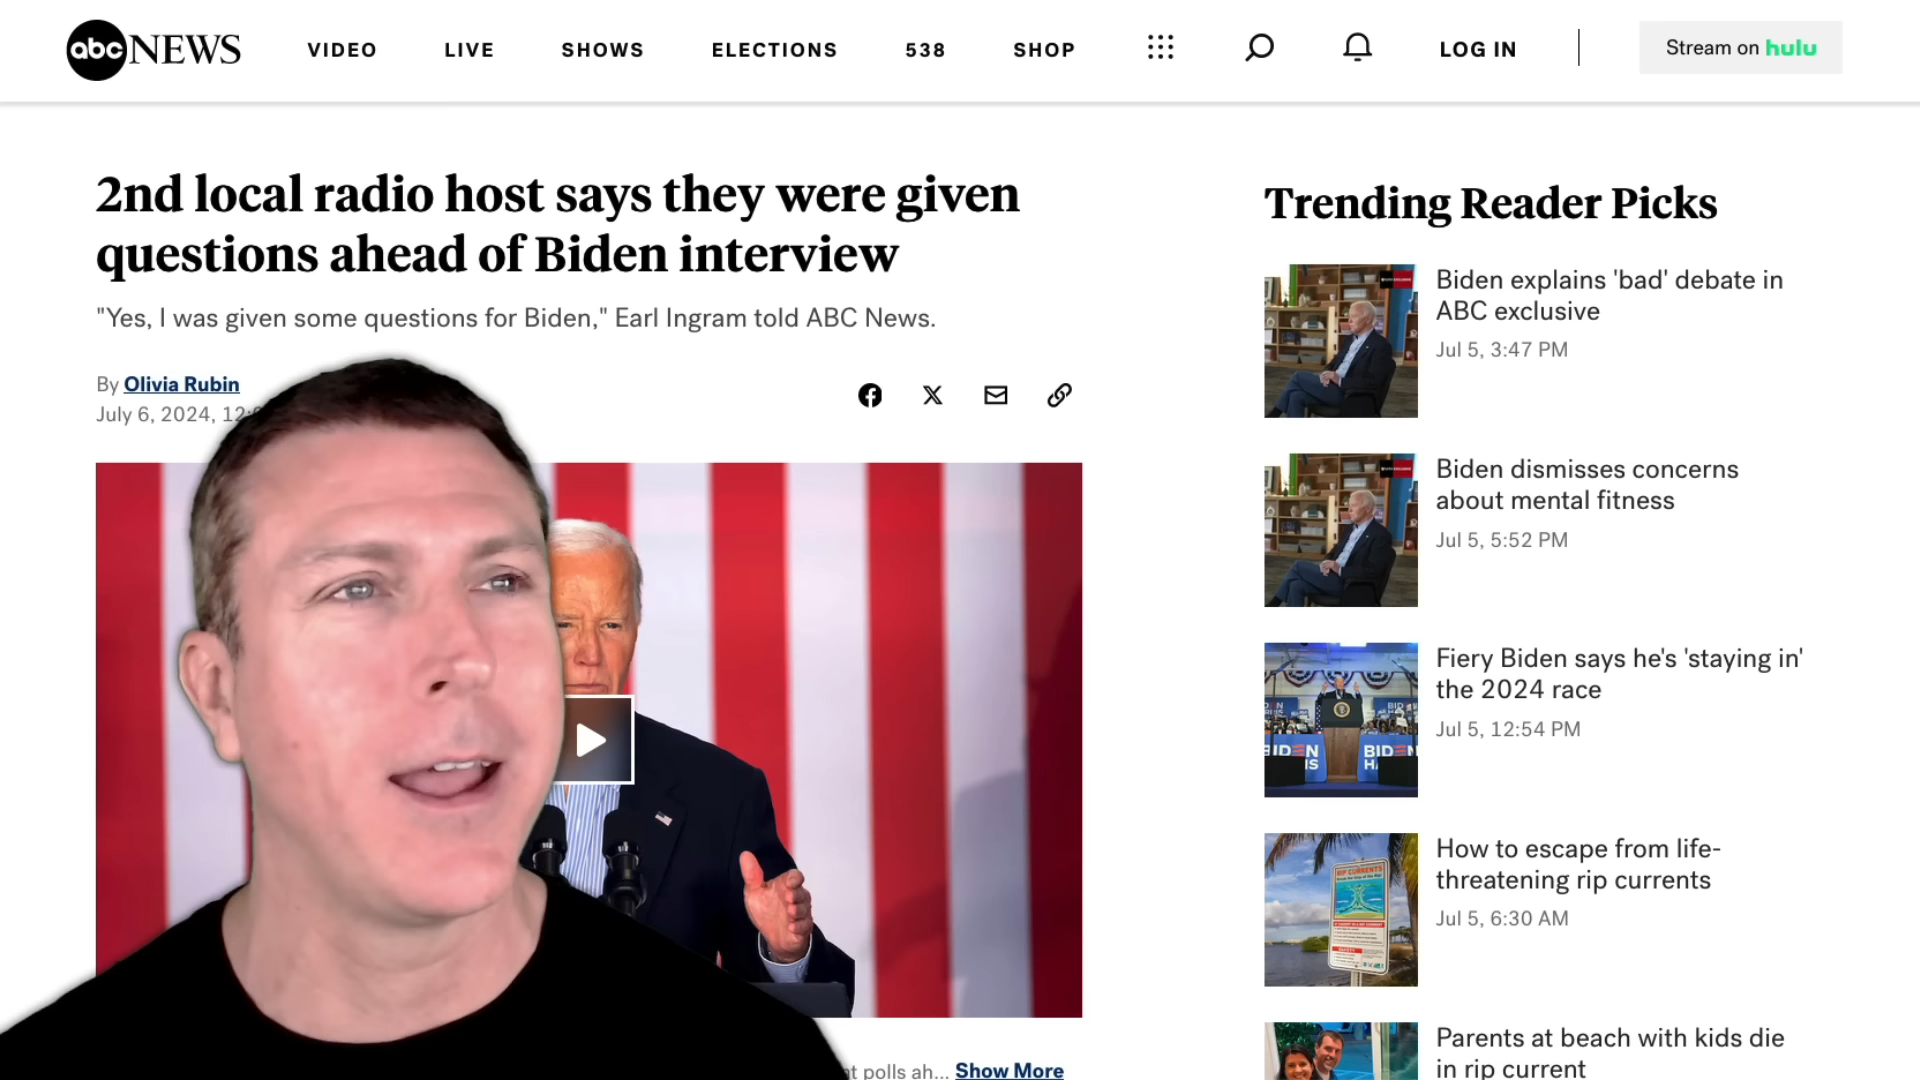 abc NEWS
VIDEO
LIVE
SHOWS
ELECTIONS
538
SHOP
LOG IN
Stream on hulu
2nd local radio host says they were given
questions ahead of Biden interview
"Yes, I was given some questions for Biden," Earl Ingram told ABC News.
By Olivia Rubin
July 6, 2024, 12:
t polls ah... Show More
Trending Reader Picks
Biden explains 'bad' debate in
ABC exclusive
Jul 5, 3:47 PM
Biden dismisses concerns
about mental fitness
Jul 5, 5:52 PM
Fiery Biden says he's 'staying in'
the 2024 race
Jul 5, 12:54 PM
BIDEN
BIDEN
How to escape from life-
threatening rip currents
Jul 5, 6:30 AM
RIP CURRENTS
Parents at beach with kids die
in rip current